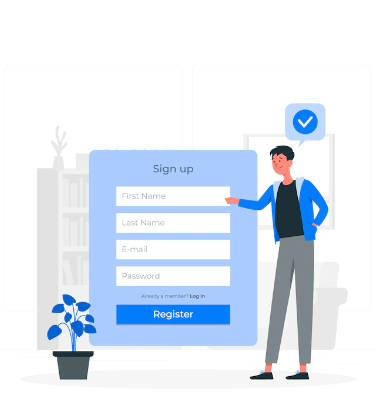 Sign up
First Name
Last Name
E-mail
Password
Already a member? Log in
Register